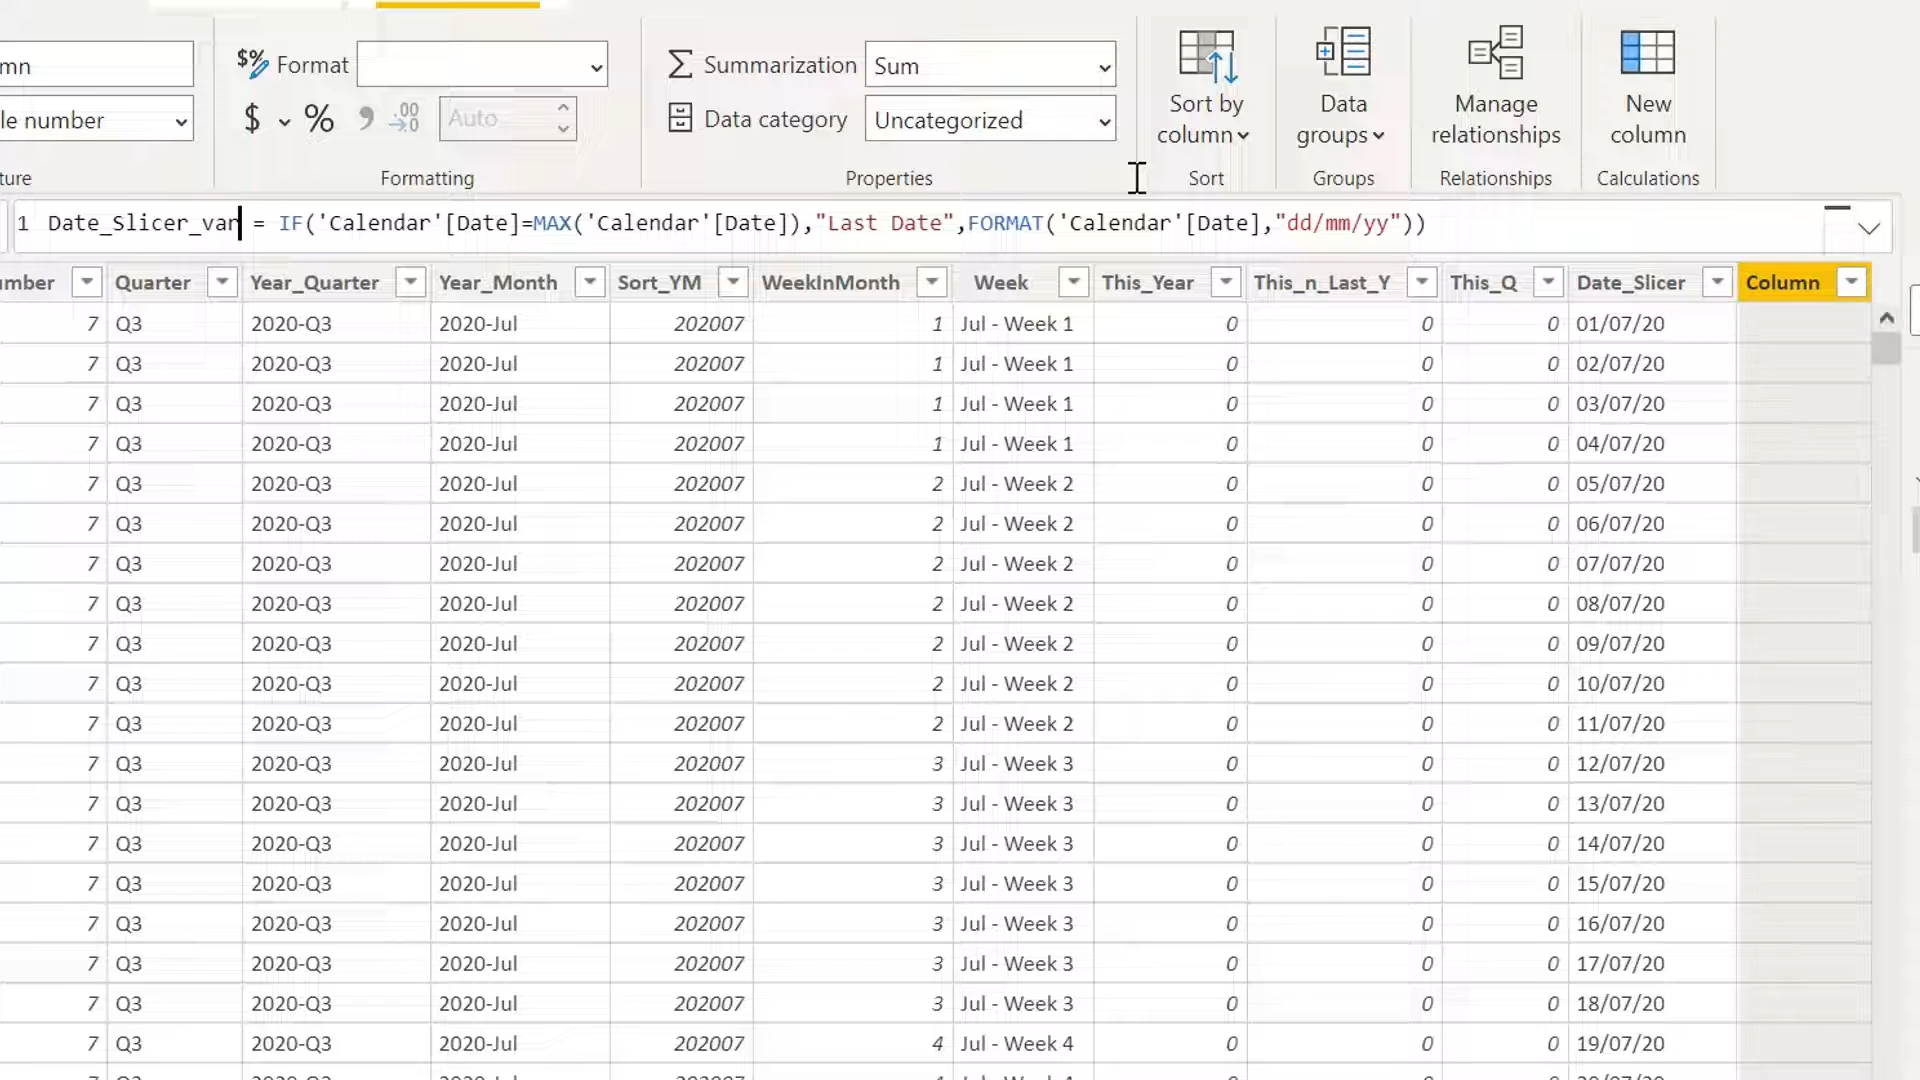 mn
$% Format
Summarization Sum
le number
$ % .00 Auto
Data category Uncategorized
Sort by column
Data groups
Manage relationships
New column
ture
Formatting
Properties
Sort
Groups
Relationships
Calculations
1 Date_Slicer_var = IF('Calendar'[Date]=MAX('Calendar'[Date]),"Last Date",FORMAT('Calendar'[Date],"dd/mm/yy"))
umber Quarter Year_Quarter Year_Month Sort_YM WeekInMonth Week This_Year This_n_Last_Y This_Q Date_Slicer Column
7 Q3 2020-Q3 2020-Jul 202007 1 Jul - Week 1 0 0 0 01/07/20
7 Q3 2020-Q3 2020-Jul 202007 1 Jul - Week 1 0 0 0 02/07/20
7 Q3 2020-Q3 2020-Jul 202007 1 Jul - Week 1 0 0 0 03/07/20
7 Q3 2020-Q3 2020-Jul 202007 1 Jul - Week 1 0 0 0 04/07/20
7 Q3 2020-Q3 2020-Jul 202007 2 Jul - Week 2 0 0 0 05/07/20
7 Q3 2020-Q3 2020-Jul 202007 2 Jul - Week 2 0 0 0 06/07/20
7 Q3 2020-Q3 2020-Jul 202007 2 Jul - Week 2 0 0 0 07/07/20
7 Q3 2020-Q3 2020-Jul 202007 2 Jul - Week 2 0 0 0 08/07/20
7 Q3 2020-Q3 2020-Jul 202007 2 Jul - Week 2 0 0 0 09/07/20
7 Q3 2020-Q3 2020-Jul 202007 2 Jul - Week 2 0 0 0 10/07/20
7 Q3 2020-Q3 2020-Jul 202007 2 Jul - Week 2 0 0 0 11/07/20
7 Q3 2020-Q3 2020-Jul 202007 3 Jul - Week 3 0 0 0 12/07/20
7 Q3 2020-Q3 2020-Jul 202007 3 Jul - Week 3 0 0 0 13/07/20
7 Q3 2020-Q3 2020-Jul 202007 3 Jul - Week 3 0 0 0 14/07/20
7 Q3 2020-Q3 2020-Jul 202007 3 Jul - Week 3 0 0 0 15/07/20
7 Q3 2020-Q3 2020-Jul 202007 3 Jul - Week 3 0 0 0 16/07/20
7 Q3 2020-Q3 2020-Jul 202007 3 Jul - Week 3 0 0 0 17/07/20
7 Q3 2020-Q3 2020-Jul 202007 3 Jul - Week 3 0 0 0 18/07/20
7 Q3 2020-Q3 2020-Jul 202007 4 Jul - Week 4 0 0 0 19/07/20